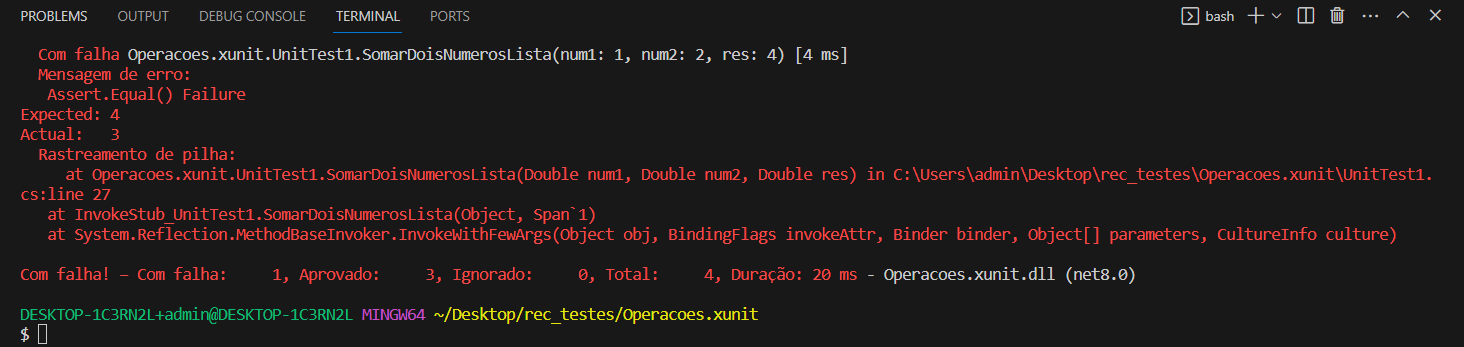 PROBLEMS OUTPUT DEBUG CONSOLE TERMINAL PORTS bash
Com falha Operacoes.xunit.UnitTest1.SomarDoisNumerosLista(num1: 1, num2: 2, res: 4) [4 ms]
Mensagem de erro:
Assert.Equal() Failure
Expected: 4
Actual:   3
Rastreamento de pilha:
at Operacoes.xunit.UnitTest1.SomarDoisNumerosLista(Double num1, Double num2, Double res) in C:\Users\admin\Desktop\rec_testes\Operacoes.xunit\UnitTest1.
cs:line 27
at InvokeStub_UnitTest1.SomarDoisNumerosLista(Object, Span`1)
at System.Reflection.MethodBaseInvoker.InvokeWithFewArgs(Object obj, BindingFlags invokeAttr, Binder binder, Object[] parameters, CultureInfo culture)
Com falha! – Com falha:     1, Aprovado:     3, Ignorado:     0, Total:     4, Duração: 20 ms - Operacoes.xunit.dll (net8.0)
DESKTOP-1C3RN2L+admin@DESKTOP-1C3RN2L MINGW64 ~/Desktop/rec_testes/Operacoes.xunit
$